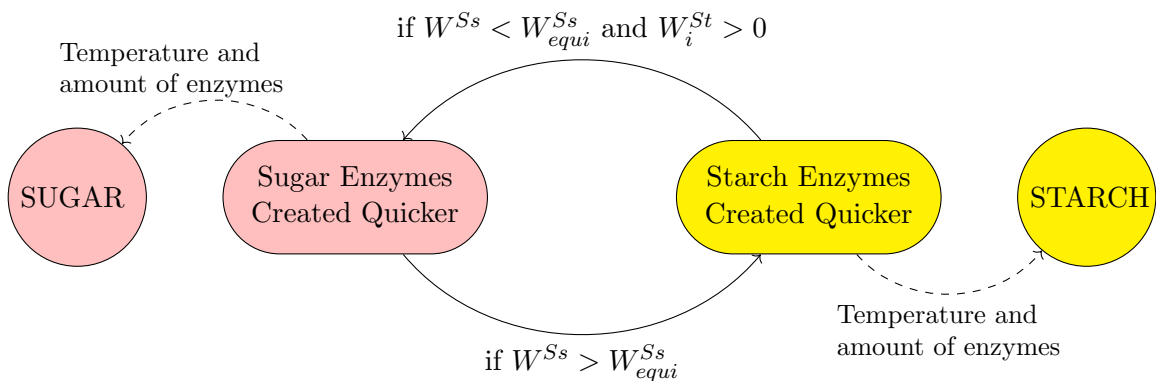 if $W^{Ss} < W^{Ss}_{equi}$ and $W^{St}_{i} > 0$
Temperature and
amount of enzymes
SUGAR
Sugar Enzymes
Created Quicker
Starch Enzymes
Created Quicker
STARCH
Temperature and
amount of enzymes
if $W^{Ss} > W^{Ss}_{equi}$